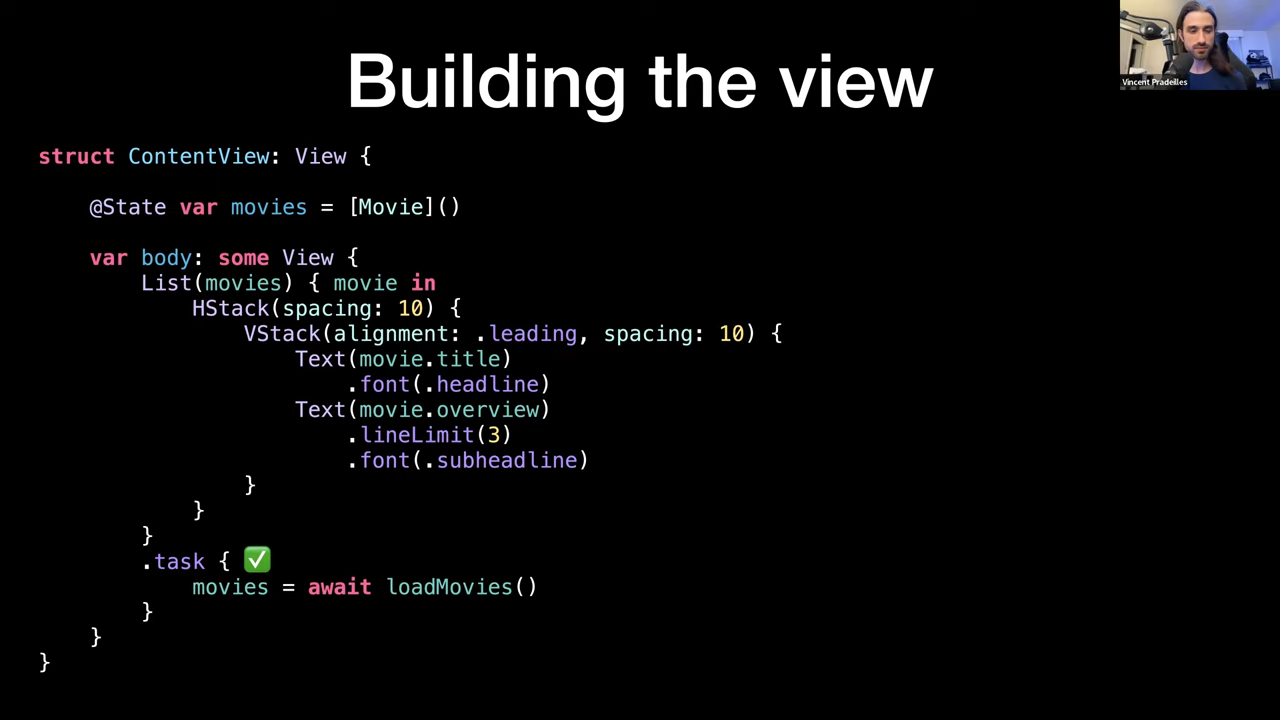 Building the view
Vincent Pradeilles
struct ContentView: View {
@State var movies = [Movie]()
var body: some View {
List(movies) { movie in
HStack(spacing: 10) {
VStack(alignment: .leading, spacing: 10) {
Text(movie.title)
.font(.headline)
Text(movie.overview)
.lineLimit(3)
.font(.subheadline)
}
}
}
.task { ✅
movies = await loadMovies()
}
}
}